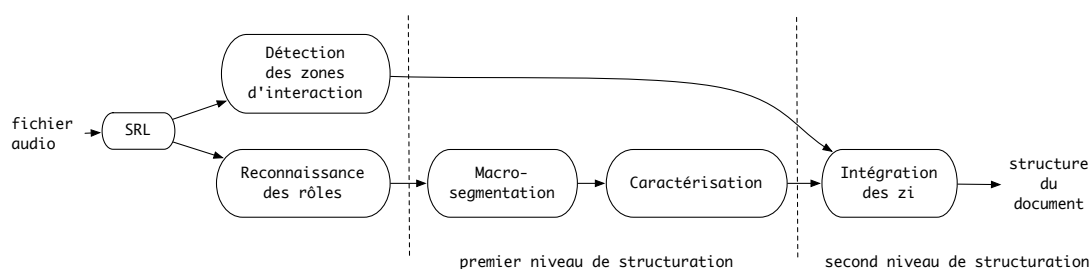 fichier
audio
SRL
Détection
des zones
d'interaction
Reconnaissance
des rôles
Macro-
segmentation
Caractérisation
Intégration
des zi
structure
du
document
premier niveau de structuration
second niveau de structuration